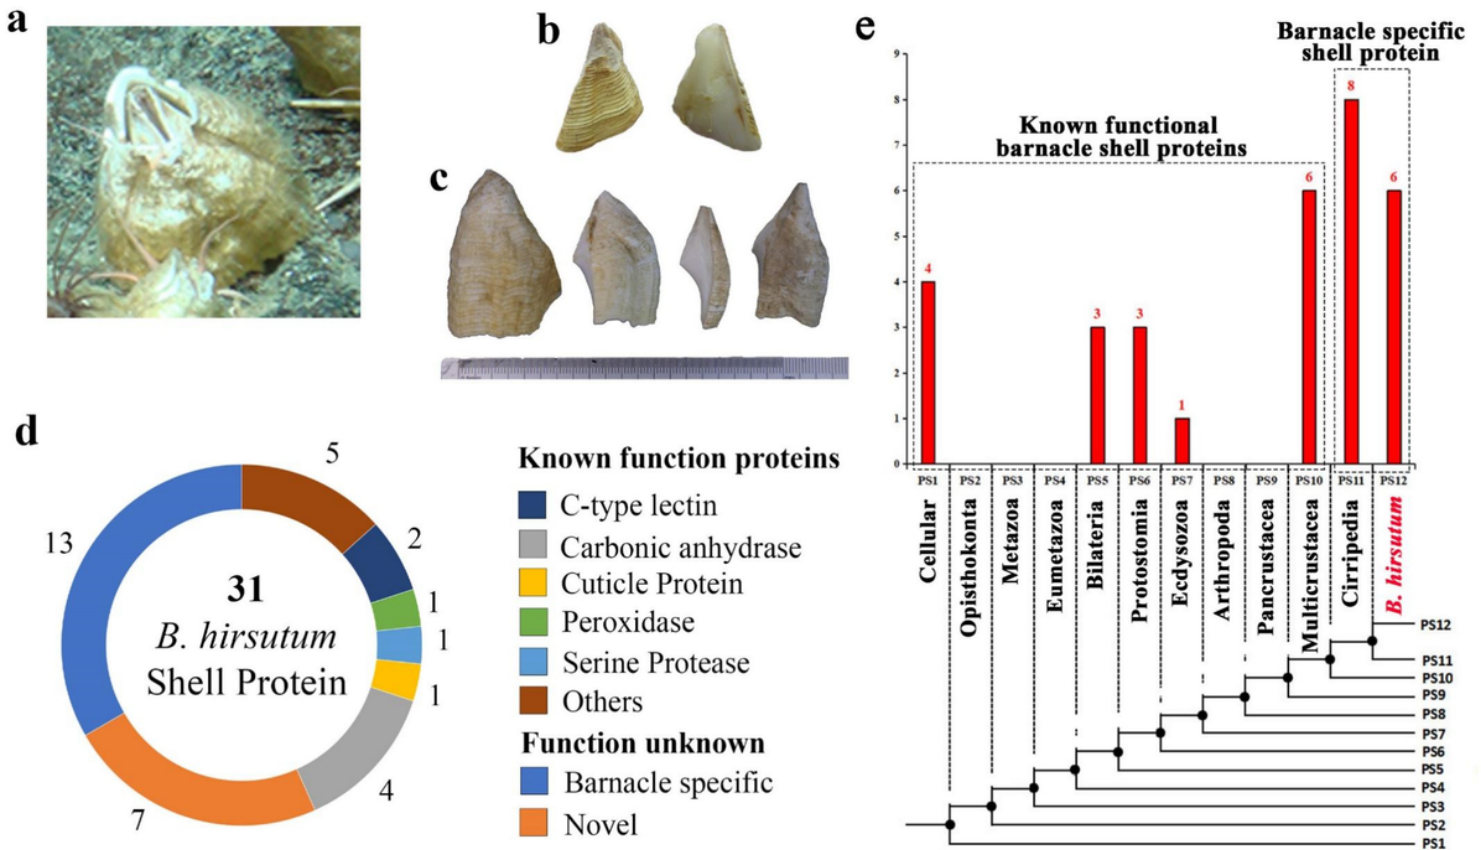 a
b
c
d
31
B. hirsutum
Shell Protein
5
2
1
1
1
4
7
13
Known function proteins
C-type lectin
Carbonic anhydrase
Cuticle Protein
Peroxidase
Serine Protease
Others
Function unknown
Barnacle specific
Novel
e
Barnacle specific
shell protein
Known functional
barnacle shell proteins
9
8
7
6
5
4
3
2
1
0
4
3
3
1
6
8
6
PS1
PS2
PS3
PS4
PS5
PS6
PS7
PS8
PS9
PS10
PS11
PS12
Cellular
Opisthokonta
Metazoa
Eumetazoa
Bilateria
Protostomia
Ecdysozoa
Arthropoda
Pancrustacea
Multicrustacea
Cirripedia
B. hirsutum
PS12
PS11
PS10
PS9
PS8
PS7
PS6
PS5
PS4
PS3
PS2
PS1